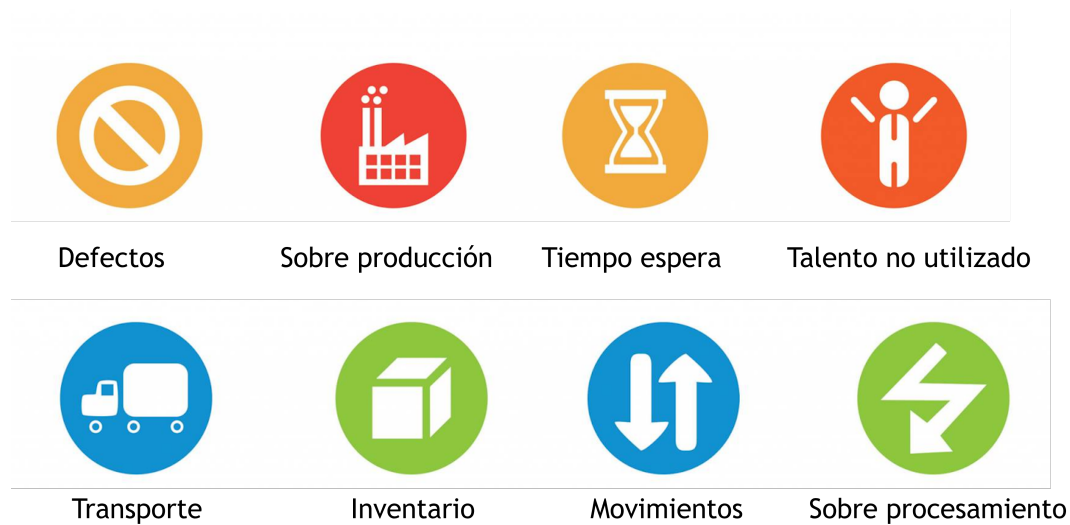 Defectos
Sobre producción
Tiempo espera
Talento no utilizado
Transporte
Inventario
Movimientos
Sobre procesamiento